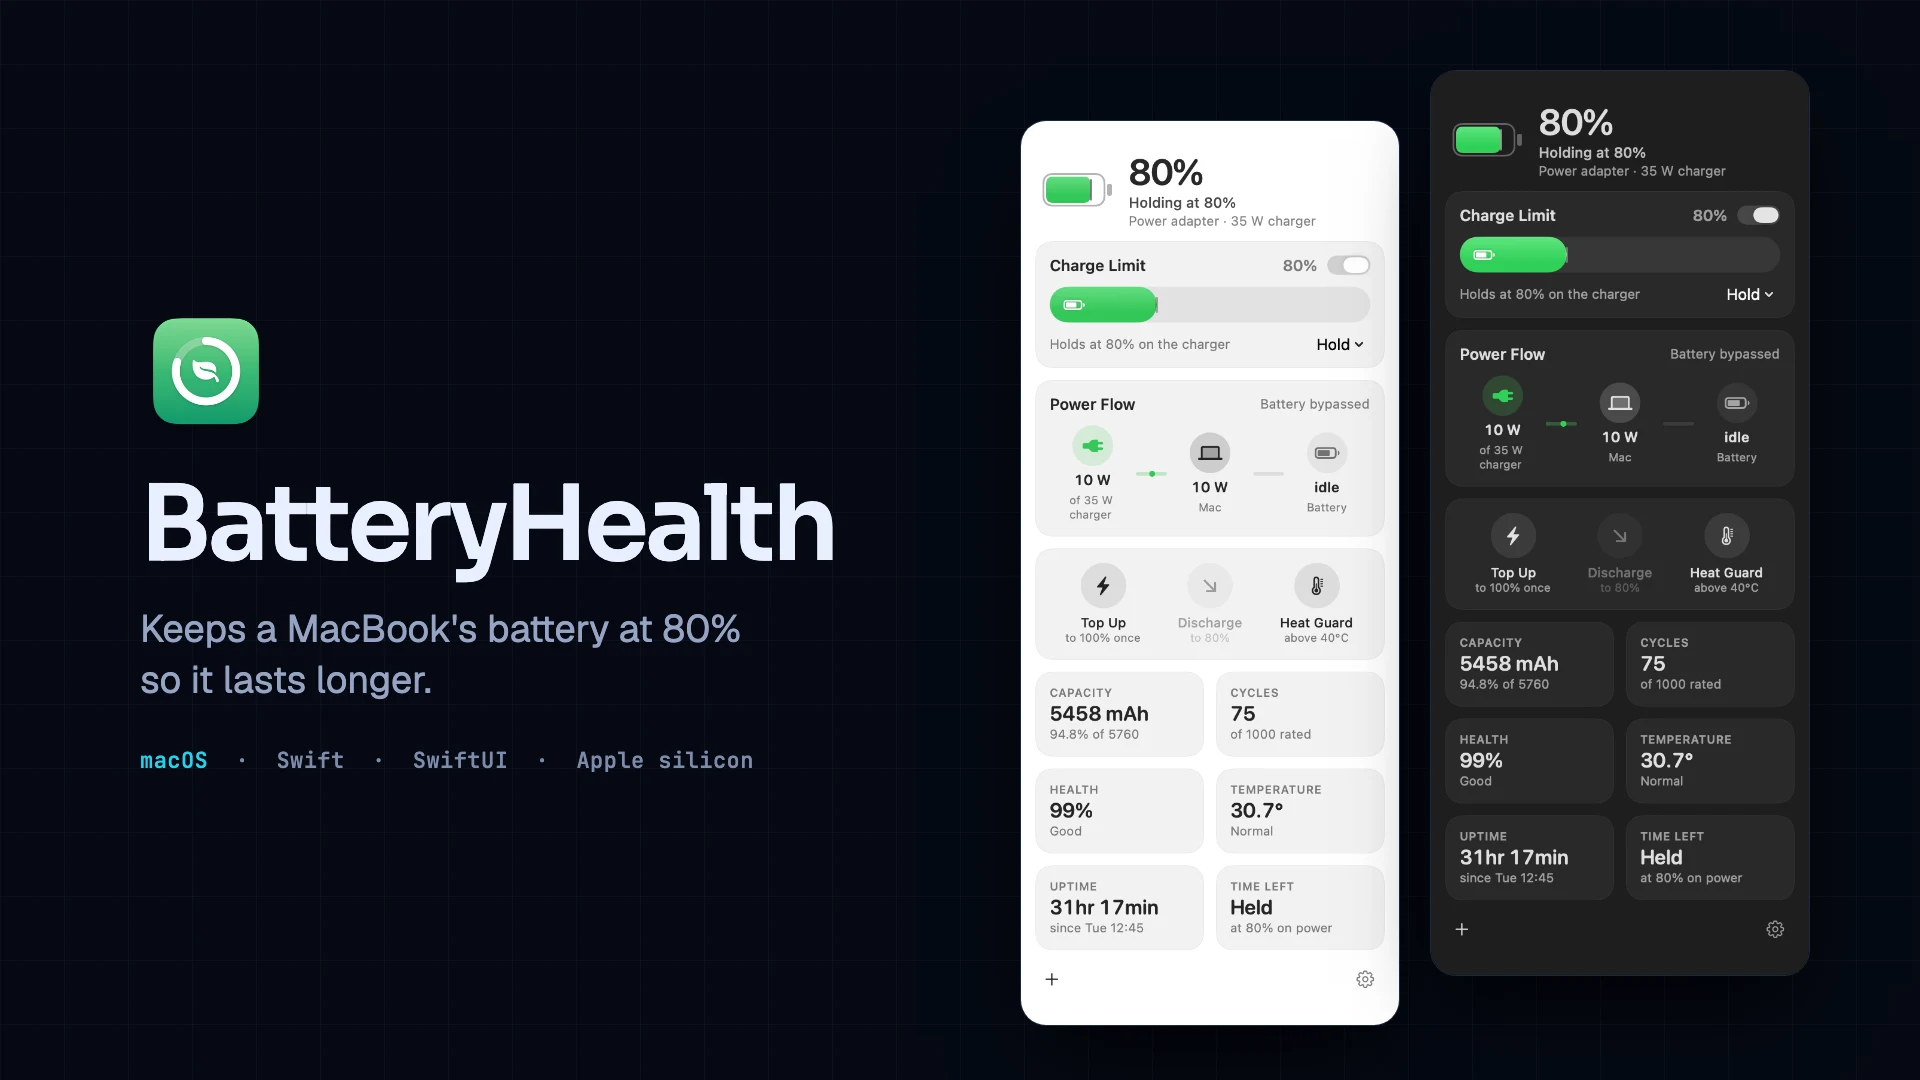 BatteryHealth
Keeps a MacBook's battery at 80%
so it lasts longer.
macOS · Swift · SwiftUI · Apple silicon
80%
Holding at 80%
Power adapter · 35 W charger
Charge Limit 80%
Holds at 80% on the charger Hold
Power Flow Battery bypassed
10 W 10 W idle
of 35 W charger Mac Battery
Top Up Discharge Heat Guard
to 100% once to 80% above 40°C
CAPACITY CYCLES
5458 mAh 75
94.8% of 5760 of 1000 rated
HEALTH TEMPERATURE
99% 30.7°
Good Normal
UPTIME TIME LEFT
31hr 17min Held
since Tue 12:45 at 80% on power
80%
Holding at 80%
Power adapter · 35 W charger
Charge Limit 80%
Holds at 80% on the charger Hold
Power Flow Battery bypassed
10 W 10 W idle
of 35 W charger Mac Battery
Top Up Discharge Heat Guard
to 100% once to 80% above 40°C
CAPACITY CYCLES
5458 mAh 75
94.8% of 5760 of 1000 rated
HEALTH TEMPERATURE
99% 30.7°
Good Normal
UPTIME TIME LEFT
31hr 17min Held
since Tue 12:45 at 80% on power